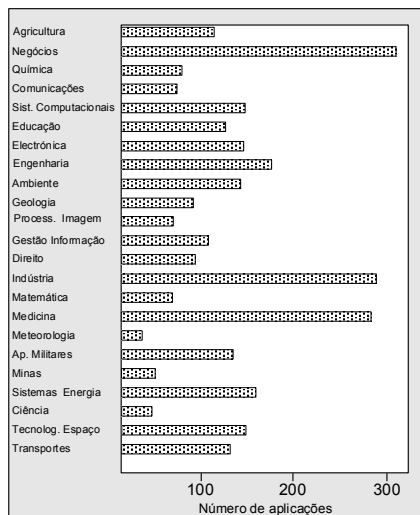 Agricultura
Negócios
Química
Comunicações
Sist. Computacionais
Educação
Electrónica
Engenharia
Ambiente
Geologia
Process. Imagem
Gestão Informação
Direito
Indústria
Matemática
Medicina
Meteorologia
Ap. Militares
Minas
Sistemas Energia
Ciência
Tecnolog. Espaço
Transportes
100 200 300
Número de aplicações